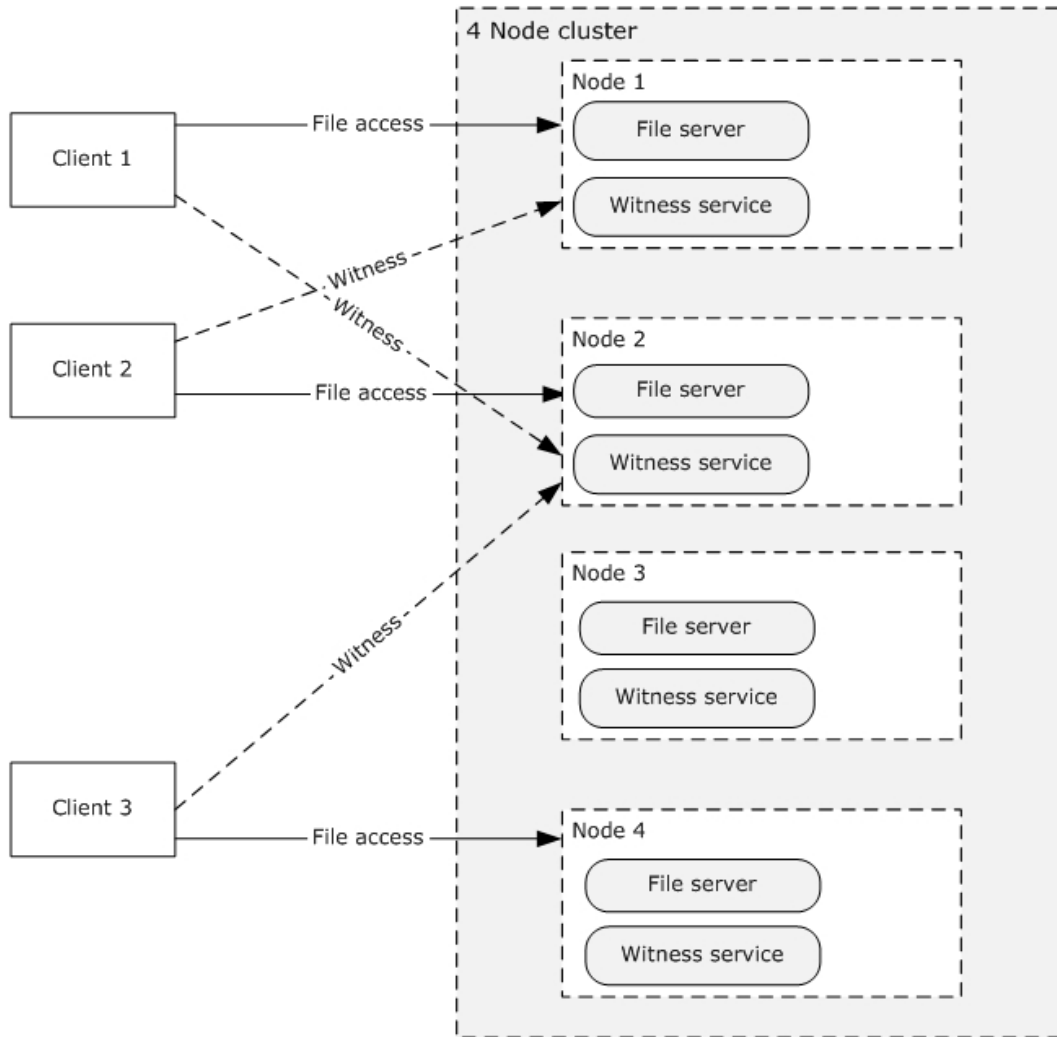 4 Node cluster
Node 1
File server
File access
Client 1
Witness service
Witness
Witness
Node 2
Client 2
File server
File access
Witness service
Node 3
File server
Witness
Witness service
Client 3
Node 4
File access
File server
Witness service